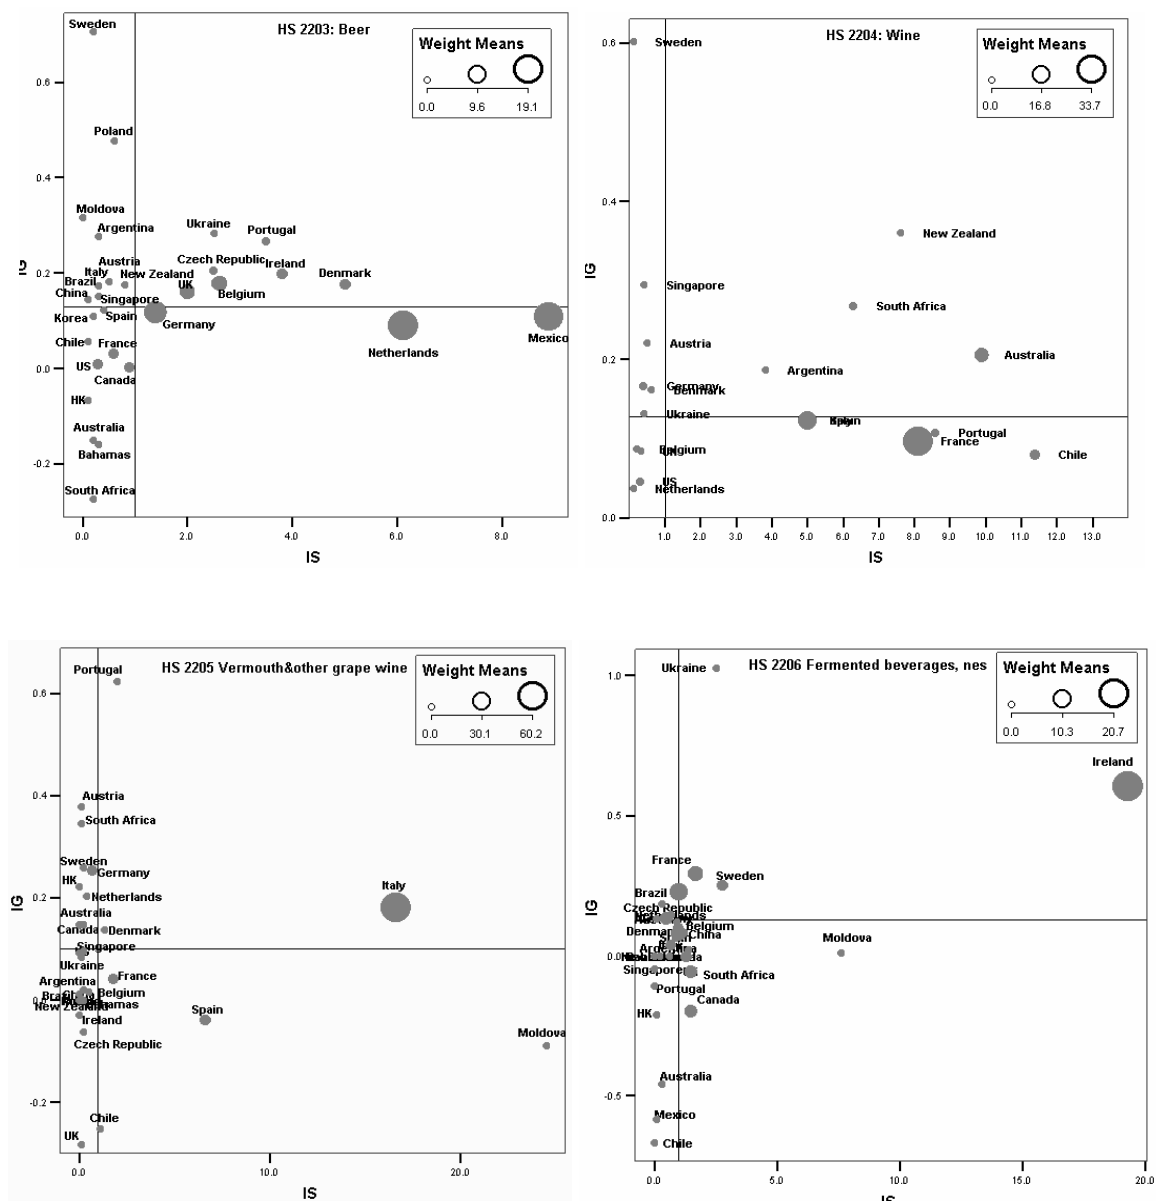 HS 2203: Beer
Weight Means
0.0 9.6 19.1
Sweden
0.6
Poland
0.4
Moldova
Argentina
Ukraine
Portugal
Austria
Czech Republic
Ireland
Italy
New Zealand
Denmark
0.2
Brazil
UK
China
Singapore
Belgium
Korea
Spain
Germany
Mexico
Chile
France
Netherlands
US
0.0
Canada
HK
Australia
Bahamas
-0.2
South Africa
IG
0.0 2.0 4.0 6.0 8.0
IS
HS 2204: Wine
Weight Means
0.0 16.8 33.7
0.6
Sweden
0.4
New Zealand
Singapore
South Africa
Austria
Australia
0.2
Argentina
Germany
Denmark
Ukraine
Spain
Portugal
France
Belgium
Chile
US
Netherlands
0.0
IG
1.0 2.0 3.0 4.0 5.0 6.0 7.0 8.0 9.0 10.0 11.0 12.0 13.0
IS
HS 2205 Vermouth&other grape wine
Weight Means
0.0 30.1 60.2
Portugal
0.6
0.4
Austria
South Africa
Sweden
Germany
HK
Italy
0.2
Netherlands
Australia
Canada
Denmark
Singapore
Ukraine
France
Argentina
Belgium
0.0
New Zealand
Spain
Ireland
Moldova
Czech Republic
-0.2
Chile
UK
IG
0.0 10.0 20.0
IS
HS 2206 Fermented beverages, nes
Weight Means
0.0 10.3 20.7
Ukraine
1.0
Ireland
0.5
France
Sweden
Brazil
Czech Republic
Netherlands
Belgium
China
Moldova
0.0
South Africa
Portugal
Canada
HK
Australia
-0.5
Mexico
Chile
IG
0.0 5.0 10.0 15.0 20.0
IS